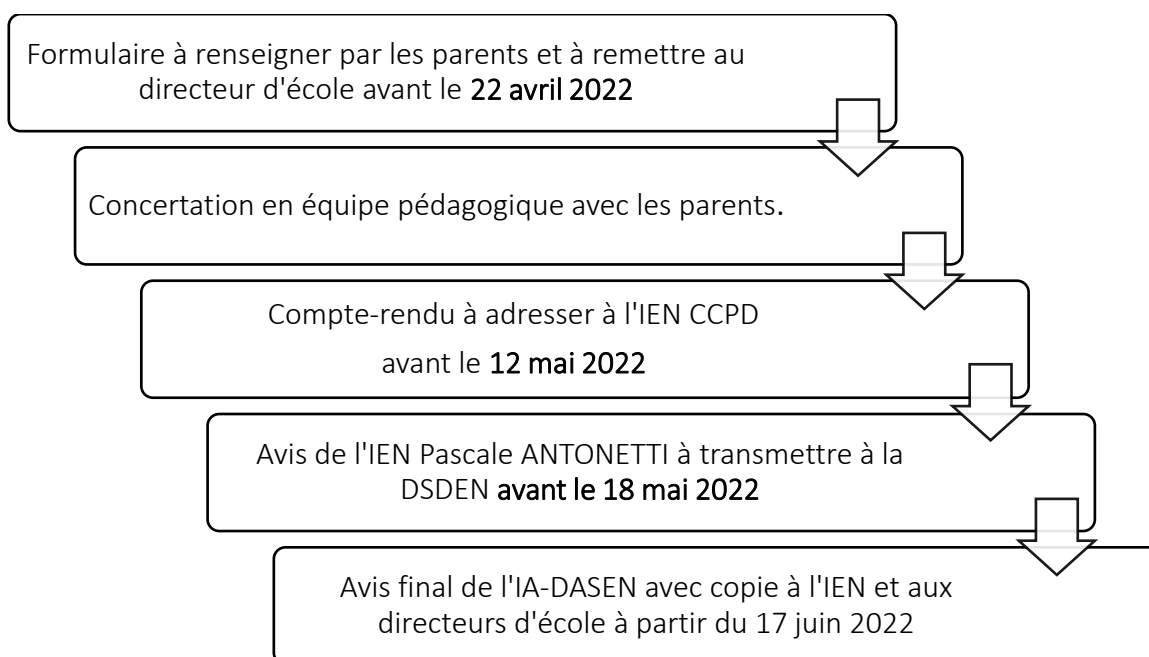 Formulaire à renseigner par les parents et à remettre au
directeur d'école avant le 22 avril 2022
Concertation en équipe pédagogique avec les parents.
Compte-rendu à adresser à l'IEN CCPD
avant le 12 mai 2022
Avis de l'IEN Pascale ANTONETTI à transmettre à la
DSDEN avant le 18 mai 2022
Avis final de l'IA-DASEN avec copie à l'IEN et aux
directeurs d'école à partir du 17 juin 2022